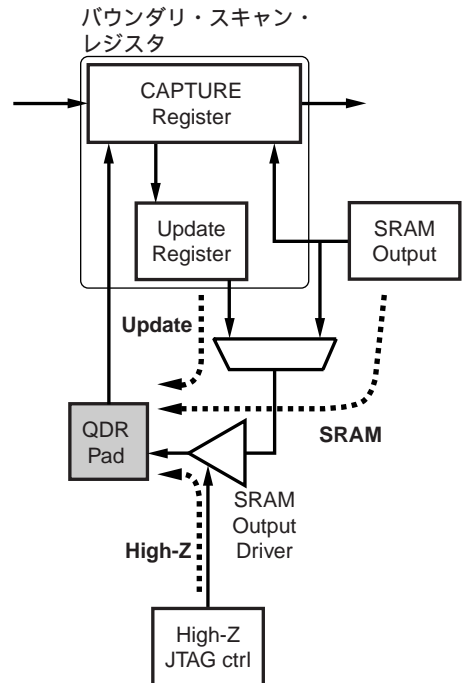 バウンダリ・スキャン・
レジスタ
CAPTURE
Register
Update
Register
SRAM
Output
Update
SRAM
QDR
Pad
SRAM
Output
Driver
High-Z
High-Z
JTAG ctrl